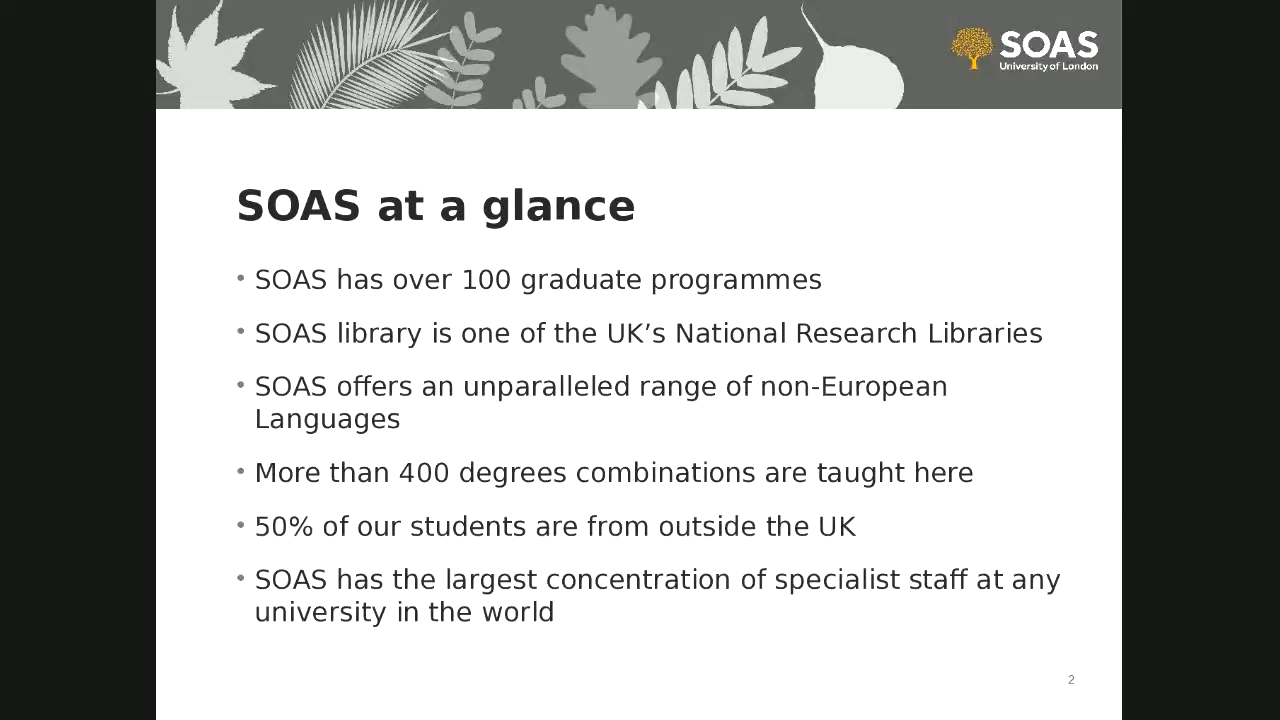 SOAS
University of London
SOAS at a glance
• SOAS has over 100 graduate programmes
• SOAS library is one of the UK’s National Research Libraries
• SOAS offers an unparalleled range of non-European
Languages
• More than 400 degrees combinations are taught here
• 50% of our students are from outside the UK
• SOAS has the largest concentration of specialist staff at any
university in the world
2